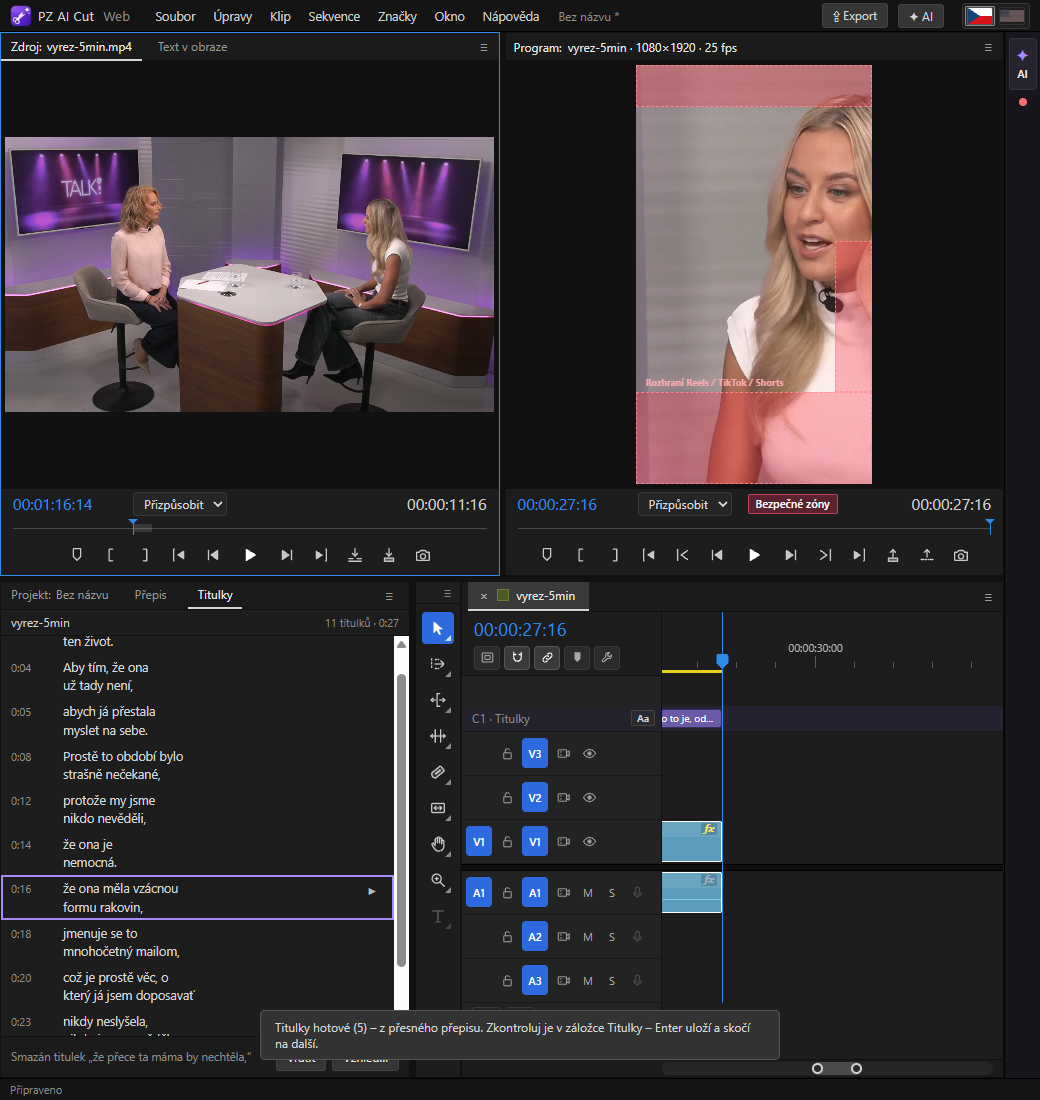 PZ AI Cut Web Soubor Úpravy Klip Sekvence Značky Okno Nápověda Bez názvu * Export AI
Zdroj: vyrez-5min.mp4 Text v obraze
Program: vyrez-5min · 1080×1920 · 25 fps
AI
TALK!
Rozhraní Reels / TikTok / Shorts
00:01:16:14 Přizpůsobit 00:00:11:16
00:00:27:16 Přizpůsobit Bezpečné zóny 00:00:27:16
Projekt: Bez názvu Přepis Titulky
vyrez-5min 11 titulků · 0:27
ten život.
0:04 Aby tím, že ona
už tady není,
0:05 abych já přestala
myslet na sebe.
0:08 Prostě to období bylo
strašně nečekané,
0:12 protože my jsme
nikdo nevěděli,
0:14 že ona je
nemocná.
0:16 že ona měla vzácnou
formu rakovin,
0:18 jmenuje se to
mnohočetný mailom,
0:20 což je prostě věc, o
který já jsem doposavať
0:23 nikdy neslyšela,
Smazán titulek „že přece ta máma by nechtěla,“
vyrez-5min
00:00:27:16
00:00:30:00
C1 · Titulky Aa o to je, od...
V3
V2
V1 V1 fx
A1 A1 M S fx
A2 M S
A3 M S
Titulky hotové (5) – z přesného přepisu. Zkontroluj je v záložce Titulky – Enter uloží a skočí
na další.
Připraveno